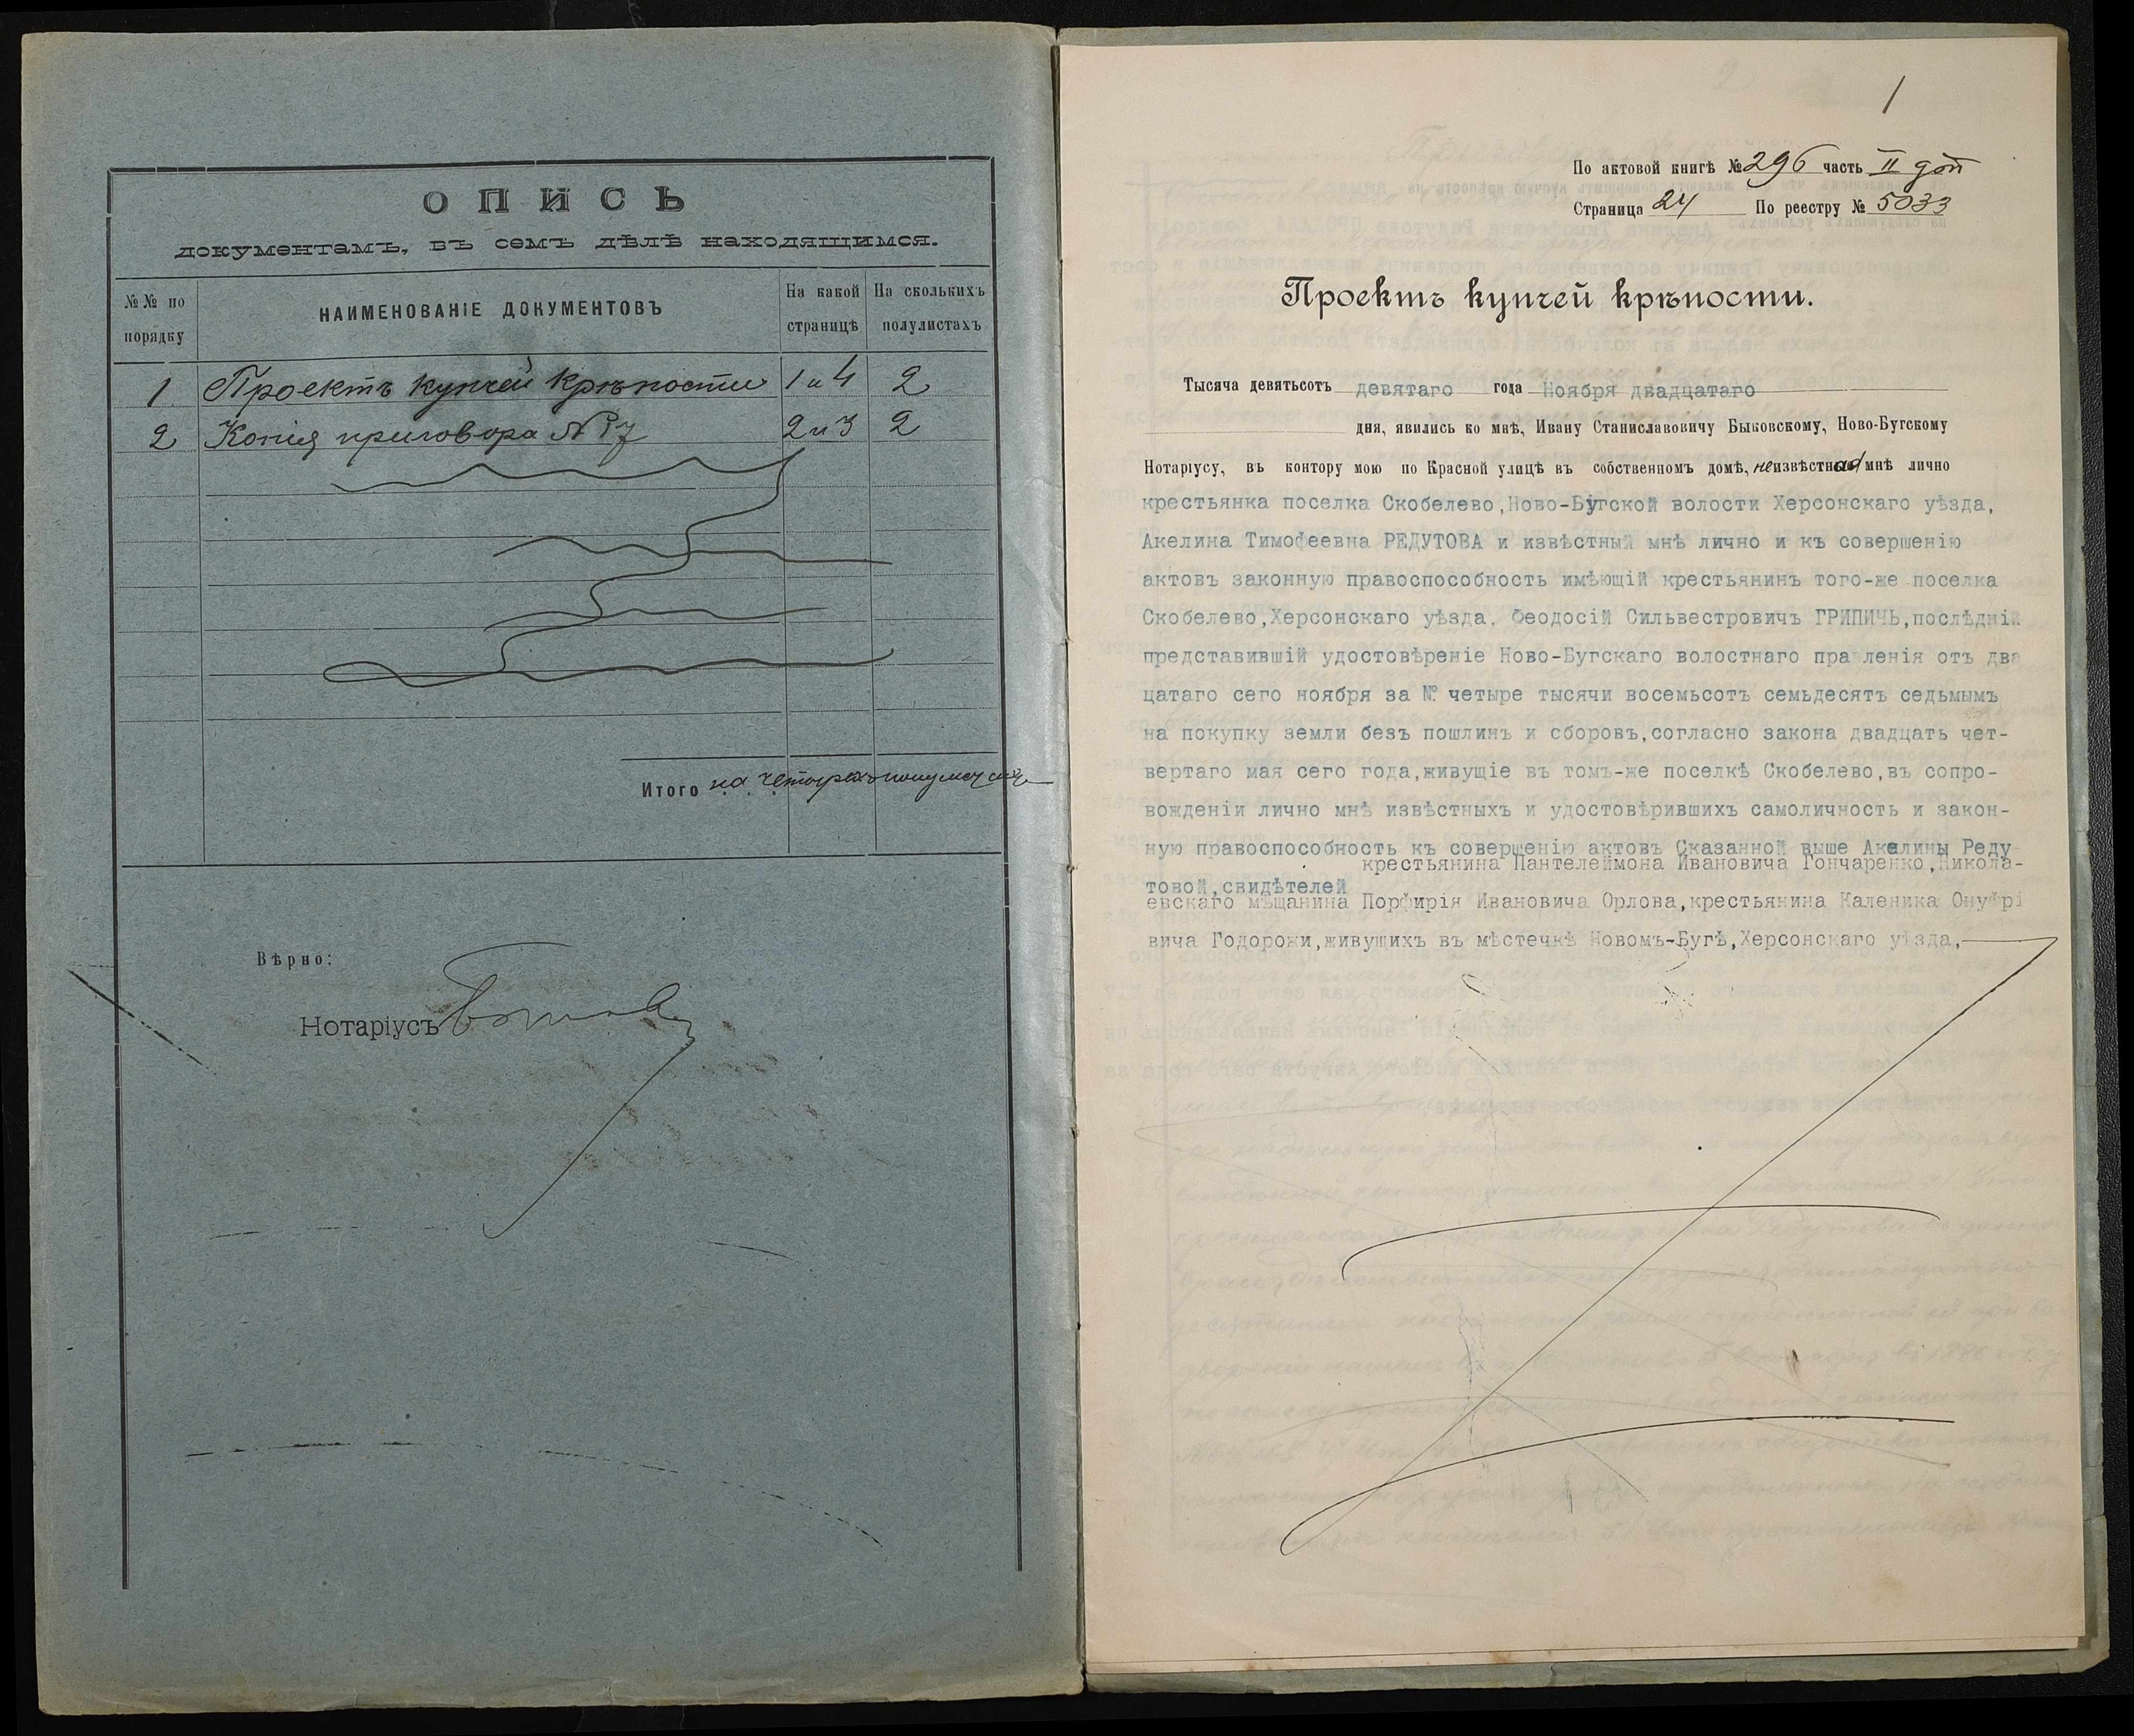 ОПИСЬ
документамъ, въ семъ дѣлѣ находящимся.
№№ по порядку
НАИМЕНОВАНІЕ ДОКУМЕНТОВЪ
На какой страницѣ
На сколькихъ полулистахъ
1 Проектъ купчей крѣпости 1 и 4 2
2 Копія приговора № 17 2 и 3 2
Итого на четырехъ полулистахъ
Вѣрно:
Нотаріусъ
1
По актовой книгѣ № 296 часть II
Страница 24 По реестру № 5033
Проектъ купчей крѣпости.
Тысяча девятьсотъ девятаго года Ноября двадцатаго
дня, явились ко мнѣ, Ивану Станиславовичу Быковскому, Ново-Бугскому
Нотаріусу, въ контору мою по Красной улицѣ въ собственномъ домѣ, неизвѣстная мнѣ лично
крестьянка поселка Скобелево,Ново-Бугской волости Херсонскаго уѣзда,
Акелина Тимофеевна РЕДУТОВА и извѣстный мнѣ лично и къ совершенію
актовъ законную правоспособность имѣющій крестьянинъ того-же поселка
Скобелево,Херсонскаго уѣзда, Феодосій Сильвестровичъ ГРИПИЧЬ,послѣдній
представившій удостовѣреніе Ново-Бугскаго волостнаго правленія отъ два
цатаго сего ноября за № четыре тысячи восемьсотъ семьдесятъ седьмымъ
на покупку земли безъ пошлинъ и сборовъ,согласно закона двадцать чет-
вертаго мая сего года,живущіе въ томъ-же поселкѣ Скобелево,въ сопро-
вожденіи лично мнѣ извѣстныхъ и удостовѣрившихъ самоличность и закон-
ную правоспособность къ совершенію актовъ Сказанной выше Акелины Реду
товой,свидѣтелей крестьянина Пантелеймона Ивановича Гончаренко,Никола-
евскаго мѣщанина Порфирія Ивановича Орлова,крестьянина Каленика Онуфрі
вича Годорожи,живущихъ въ мѣстечкѣ Новомъ-Бугѣ,Херсонскаго уѣзда,